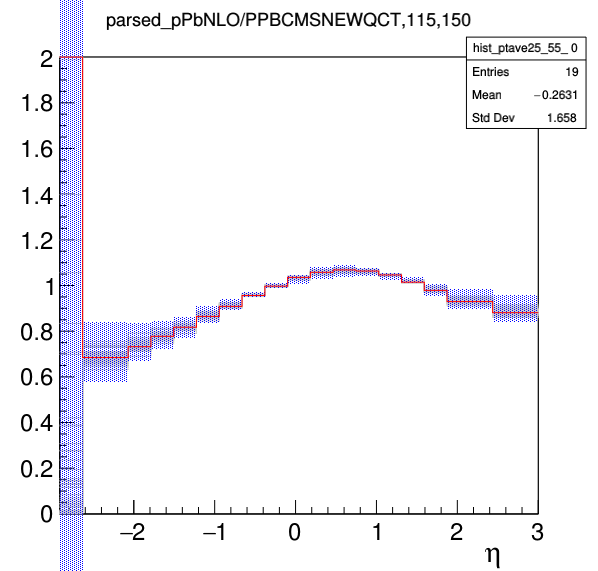 parsed_pPbNLO/PPBCMSNEWQCT,115,150
hist_ptave25_55_ 0
Entries 19
Mean −0.2631
Std Dev 1.658
2
1.8
1.6
1.4
1.2
1
0.8
0.6
0.4
0.2
0
−2 −1 0 1 2 3
η